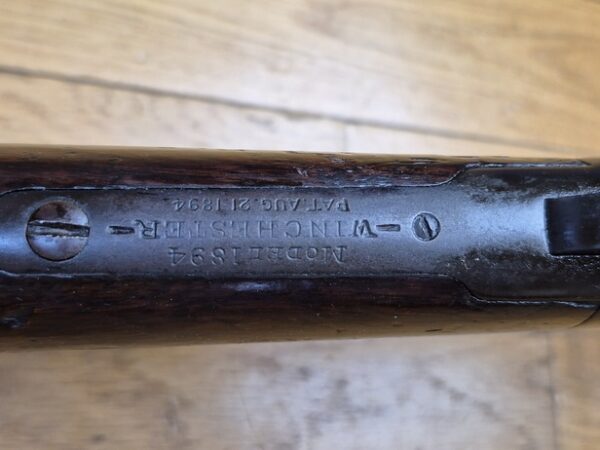 MODEL 1894
-WINCHESTER-
PAT. AUG. 21. 1894.